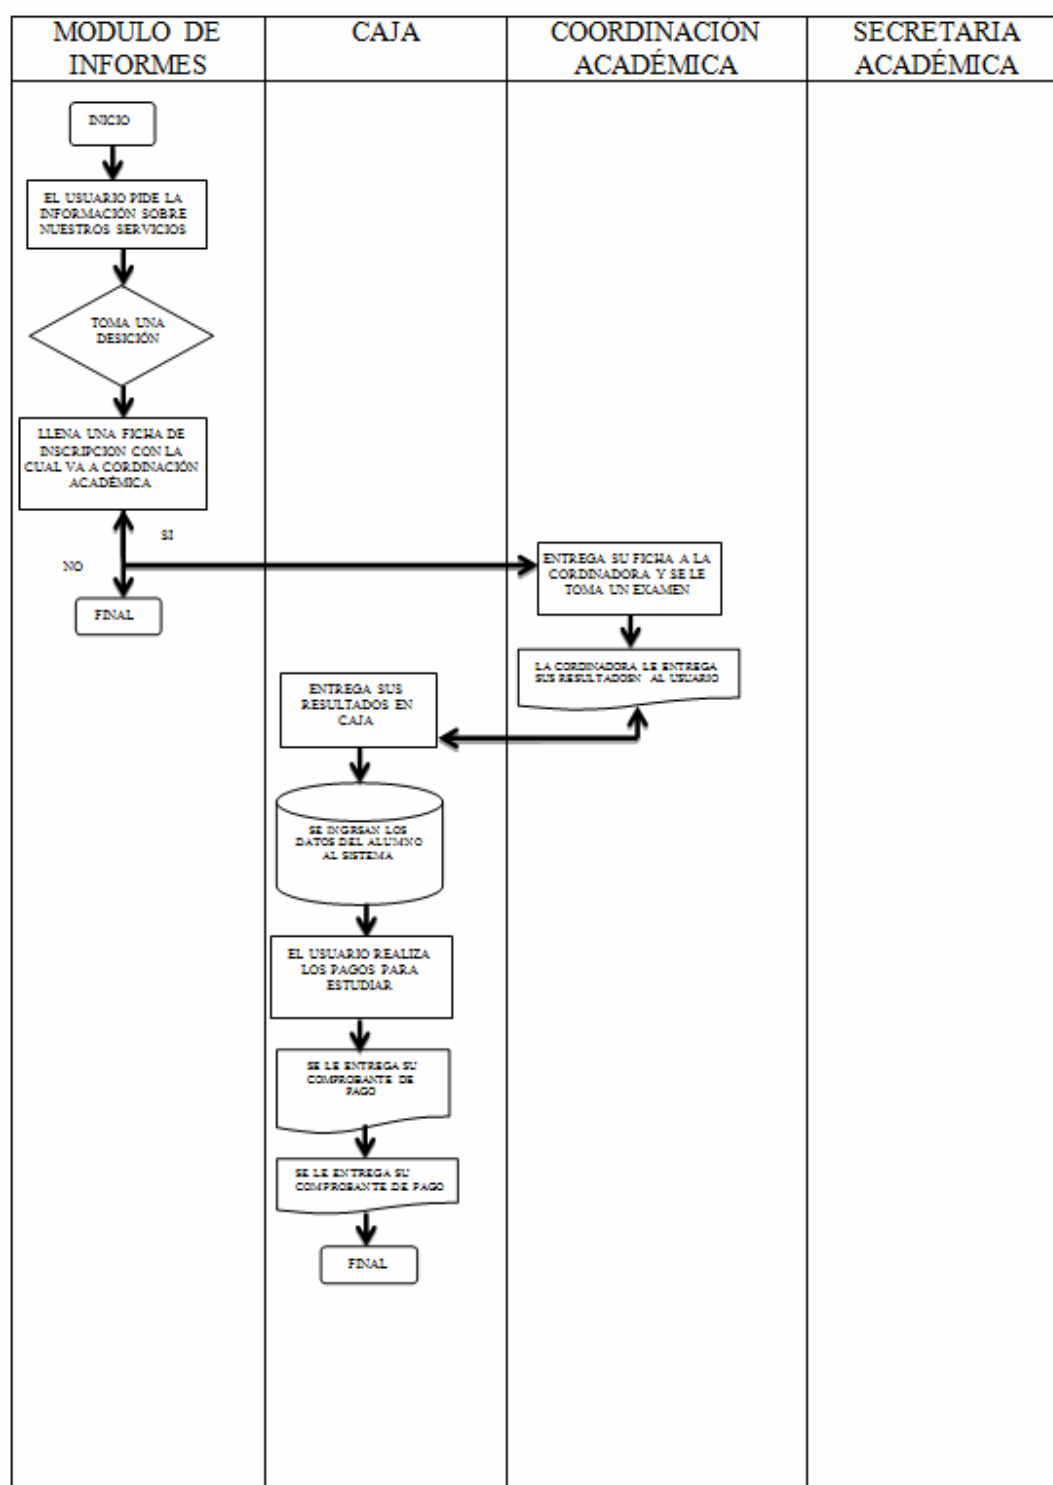 MODULO DE
INFORMES
CAJA
COORDINACIÓN
ACADÉMICA
SECRETARIA
ACADÉMICA
INICIO
EL USUARIO PIDE LA
INFORMACIÓN SOBRE
NUESTROS SERVICIOS
TOMA UNA
DESICIÓN
LLENA UNA FICHA DE
INSCRIPCION CON LA
CUAL VA A CORDINACIÓN
ACADÉMICA
SI
NO
FINAL
ENTREGA SU FICHA A LA
CORDINADORA Y SE LE
TOMA UN EXAMEN
LA CORDINADORA LE ENTREGA
SUS RESULTADOSN AL USUARIO
ENTREGA SUS
RESULTADOS EN
CAJA
SE INGRSAN LOS
DATOS DEL ALUMNO
AL SISTEMA
EL USUARIO REALIZA
LOS PAGOS PARA
ESTUDIAR
SE LE ENTREGA SU
COMPROBANTE DE
PAGO
SE LE ENTREGA SU
COMPROBANTE DE PAGO
FINAL